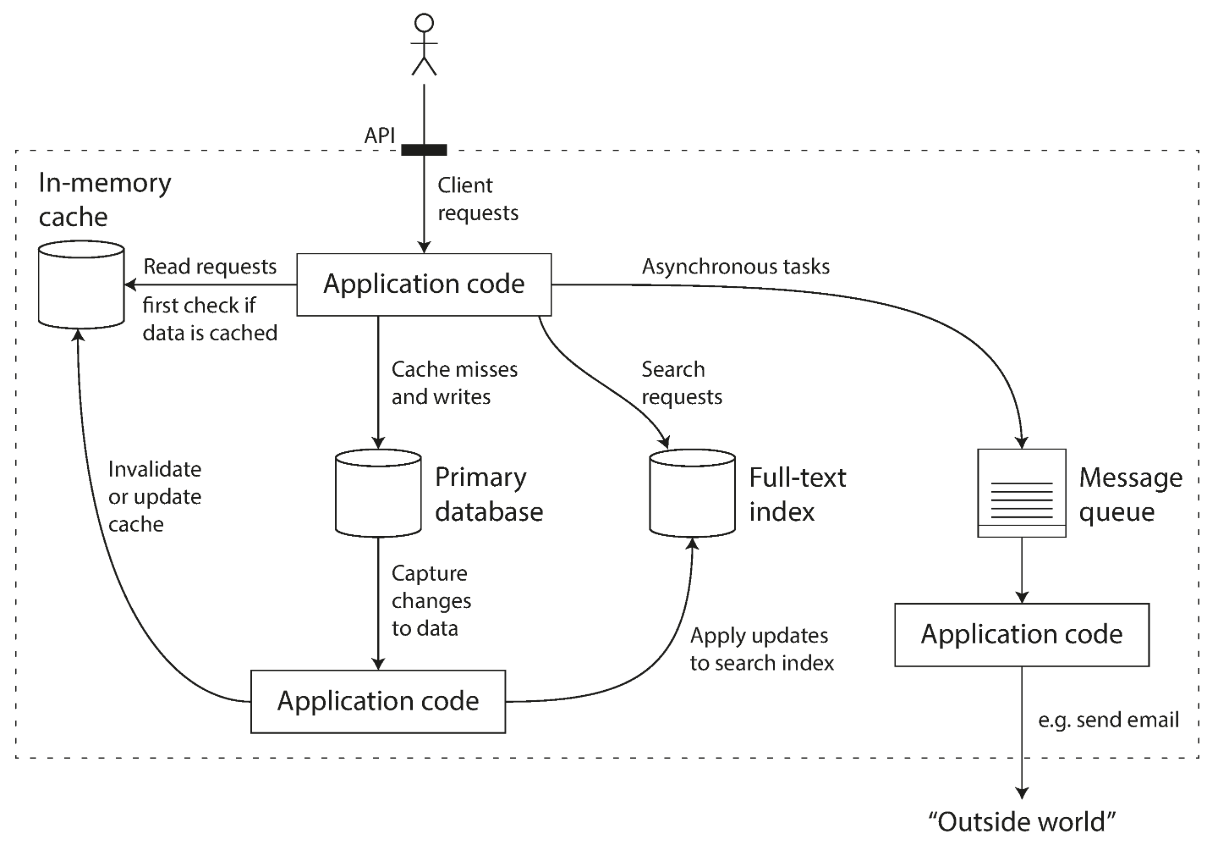 API
Client
requests
In-memory
cache
Read requests
first check if
data is cached
Application code
Asynchronous tasks
Cache misses
and writes
Search
requests
Invalidate
or update
cache
Primary
database
Full-text
index
Message
queue
Capture
changes
to data
Apply updates
to search index
Application code
Application code
e.g. send email
“Outside world”